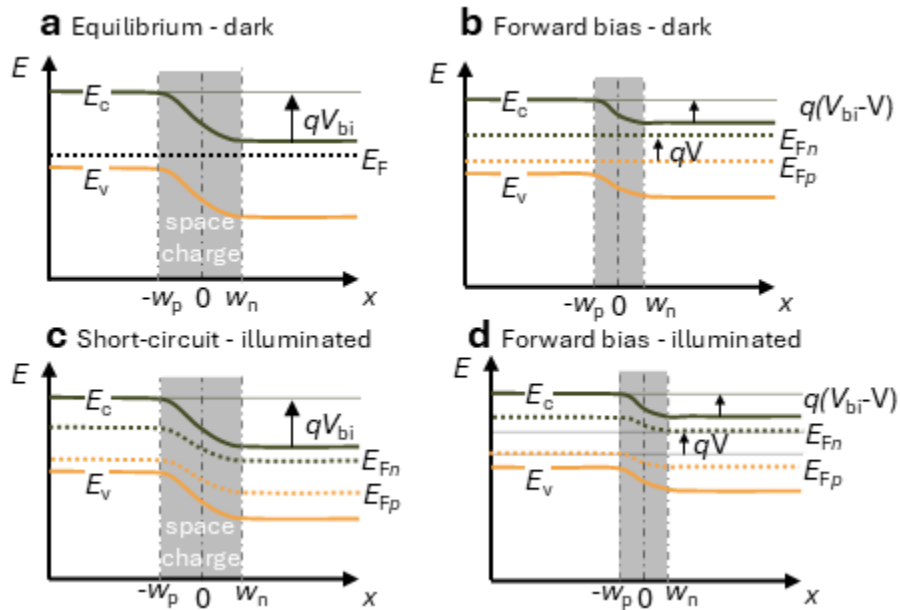 a Equilibrium - dark
E
Ec
qVbi
EF
Ev
space
charge
-wp 0 wn x
b Forward bias - dark
E
Ec
q(Vbi-V)
EFn
qV
EFp
Ev
-wp 0 wn x
c Short-circuit - illuminated
E
Ec
qVbi
EFn
Ev
EFp
space
charge
-wp 0 wn x
d Forward bias - illuminated
E
Ec
q(Vbi-V)
EFn
qV
EFp
Ev
-wp 0 wn x